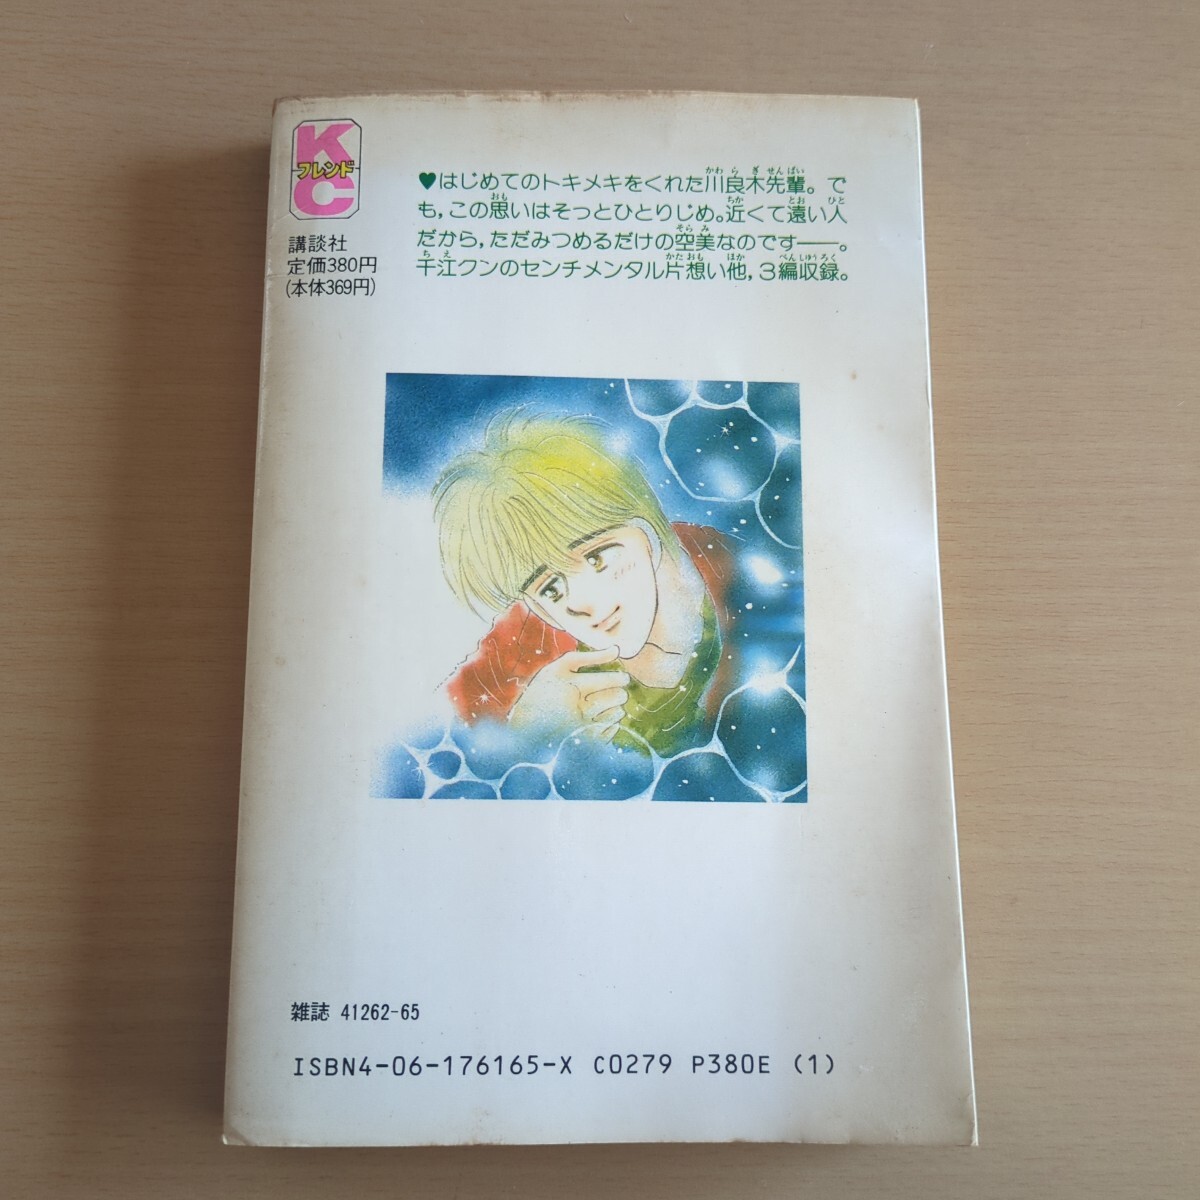 K
フレンド
C
講談社
定価380円
(本体369円)
♥はじめてのトキメキをくれた川良木先輩。で
も,この思いはそっとひとりじめ。近くて遠い人
だから,ただみつめるだけの空美なのです——。
千江クンのセンチメンタル片想い他,3編収録。
雑誌 41262-65
ISBN4-06-176165-X C0279 P380E (1)